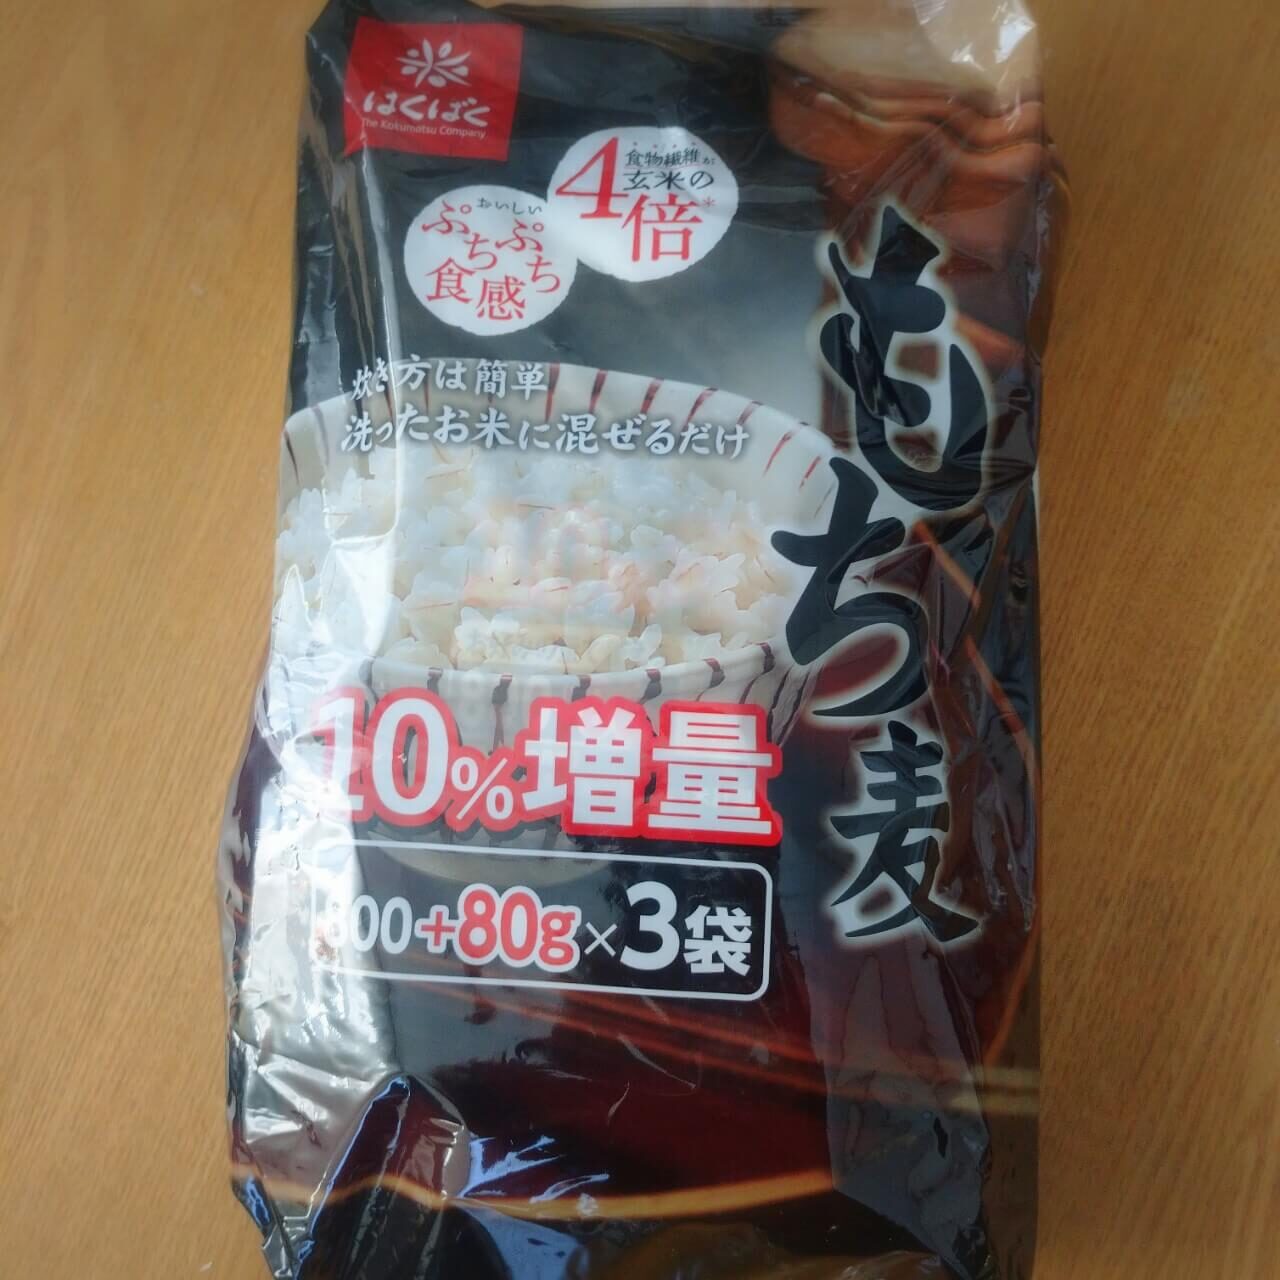 はくばく
The Kokumotsu Company
食物繊維が
玄米の
4倍※
おいしい
ぷちぷち
食感
炊き方は簡単
洗ったお米に混ぜるだけ
もち麦
10%増量
800+80g×3袋